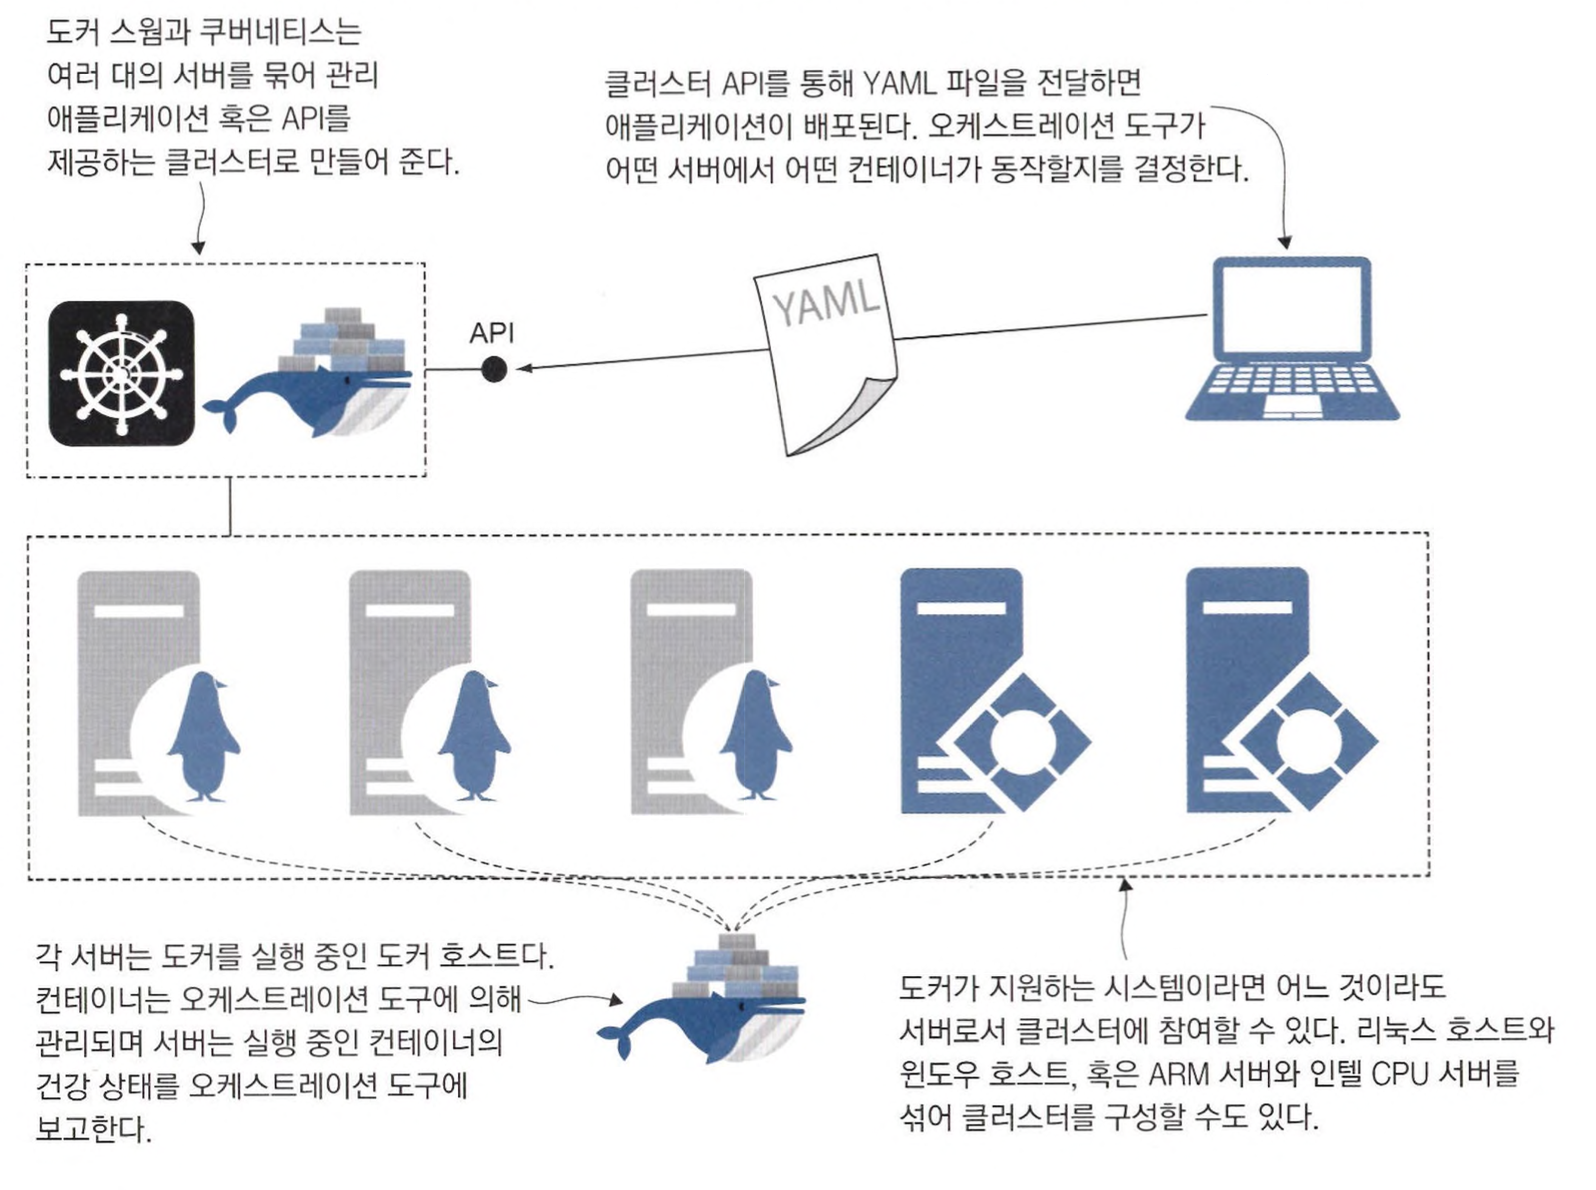 도커 스웜과 쿠버네티스는
여러 대의 서버를 묶어 관리
애플리케이션 혹은 API를
제공하는 클러스터로 만들어 준다.
클러스터 API를 통해 YAML 파일을 전달하면
애플리케이션이 배포된다. 오케스트레이션 도구가
어떤 서버에서 어떤 컨테이너가 동작할지를 결정한다.
API
YAML
각 서버는 도커를 실행 중인 도커 호스트다.
컨테이너는 오케스트레이션 도구에 의해
관리되며 서버는 실행 중인 컨테이너의
건강 상태를 오케스트레이션 도구에
보고한다.
도커가 지원하는 시스템이라면 어느 것이라도
서버로서 클러스터에 참여할 수 있다. 리눅스 호스트와
윈도우 호스트, 혹은 ARM 서버와 인텔 CPU 서버를
섞어 클러스터를 구성할 수도 있다.